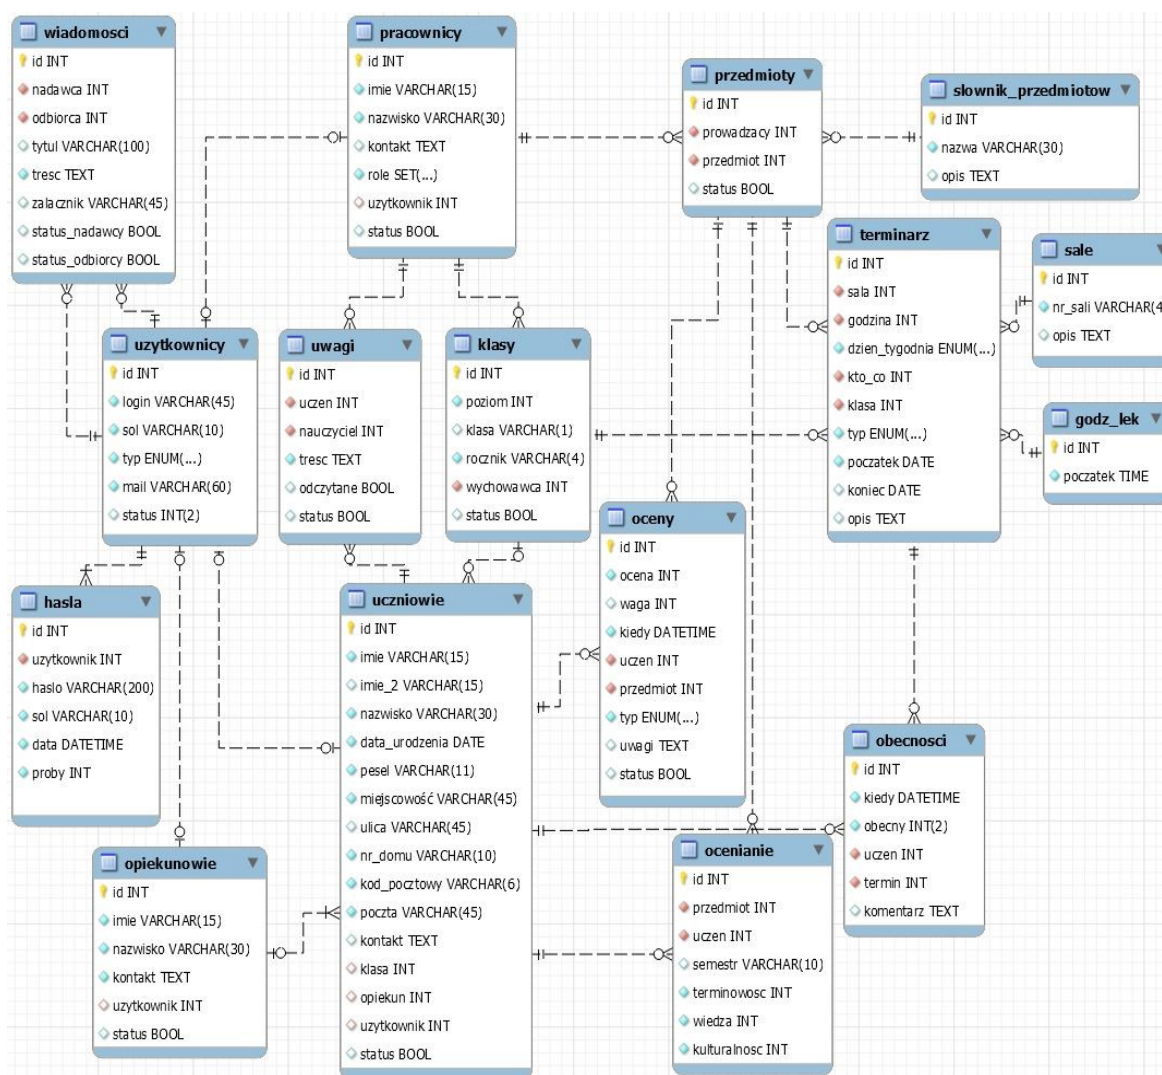 wiadomosci
id INT
nadawca INT
odbiorca INT
tytul VARCHAR(100)
tresc TEXT
zalacznik VARCHAR(45)
status_nadawcy BOOL
status_odbiorcy BOOL
pracownicy
id INT
imie VARCHAR(15)
nazwisko VARCHAR(30)
kontakt TEXT
role SET(...)
uzytkownik INT
status BOOL
przedmioty
id INT
prowadzacy INT
przedmiot INT
status BOOL
slownik_przedmiotow
id INT
nazwa VARCHAR(30)
opis TEXT
terminarz
id INT
sala INT
godzina INT
dzien_tygodnia ENUM(...)
kto_co INT
klasa INT
typ ENUM(...)
poczatek DATE
koniec DATE
opis TEXT
sale
id INT
nr_sali VARCHAR(4
opis TEXT
uzytkownicy
id INT
login VARCHAR(45)
sol VARCHAR(10)
typ ENUM(...)
mail VARCHAR(60)
status INT(2)
uwagi
id INT
uczen INT
nauczyciel INT
tresc TEXT
odczytane BOOL
status BOOL
klasy
id INT
poziom INT
klasa VARCHAR(1)
rocznik VARCHAR(4)
wychowawca INT
status BOOL
godz_lek
id INT
poczatek TIME
oceny
id INT
ocena INT
waga INT
kiedy DATETIME
uczen INT
przedmiot INT
typ ENUM(...)
uwagi TEXT
status BOOL
hasla
id INT
uzytkownik INT
haslo VARCHAR(200)
sol VARCHAR(10)
data DATETIME
proby INT
uczniowie
id INT
imie VARCHAR(15)
imie_2 VARCHAR(15)
nazwisko VARCHAR(30)
data_urodzenia DATE
pesel VARCHAR(11)
miejscowość VARCHAR(45)
ulica VARCHAR(45)
nr_domu VARCHAR(10)
kod_pocztowy VARCHAR(6)
poczta VARCHAR(45)
kontakt TEXT
klasa INT
opiekun INT
uzytkownik INT
status BOOL
obecnosci
id INT
kiedy DATETIME
obecny INT(2)
uczen INT
termin INT
komentarz TEXT
ocenianie
id INT
przedmiot INT
uczen INT
semestr VARCHAR(10)
terminowosc INT
wiedza INT
kulturalnosc INT
opiekunowie
id INT
imie VARCHAR(15)
nazwisko VARCHAR(30)
kontakt TEXT
uzytkownik INT
status BOOL